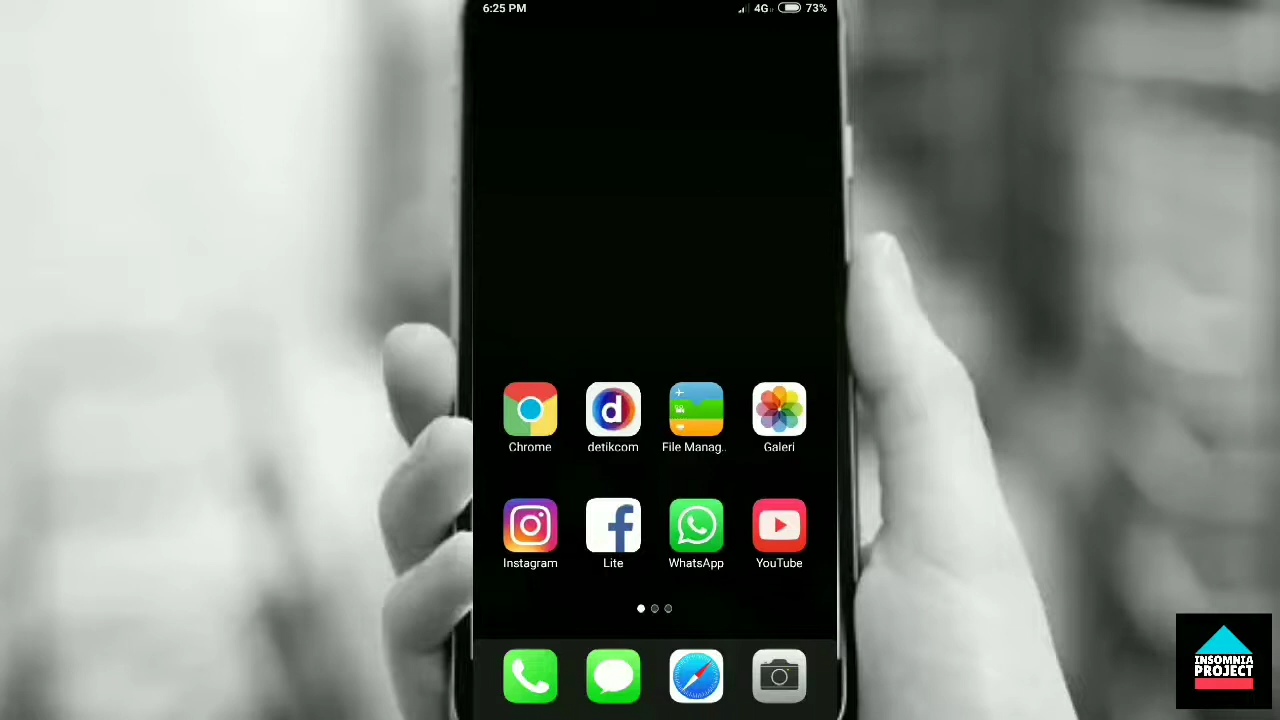 6:25 PM 4G 73%
Chrome detikcom File Manag.. Galeri
Instagram Lite WhatsApp YouTube
INSOMNIA
PROJECT